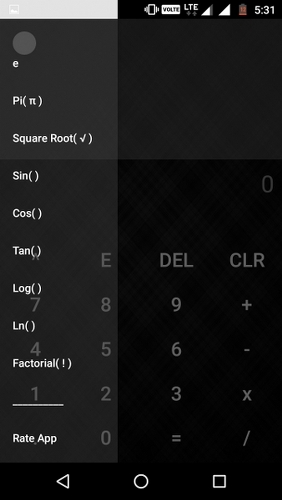 VOLTE LTE 5:31
e
Pi( π )
Square Root( √ )
0
Sin( )
Cos( )
Tan( )
^ E DEL CLR
Log( )
7 8 9 +
Ln( )
4 5 6 -
Factorial( ! )
1 2 3 x
Rate App
. 0 = /